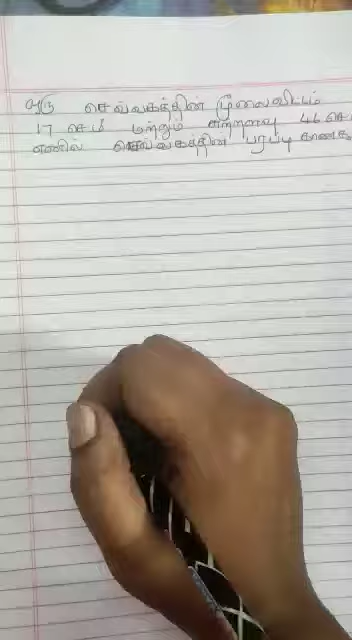 ஒரு செவ்வகத்தின் மூலைவிட்டம்
17 செமீ மற்றும் சுற்றளவு 46 செ
எனில் செவ்வகத்தின் பரப்பு காண்க